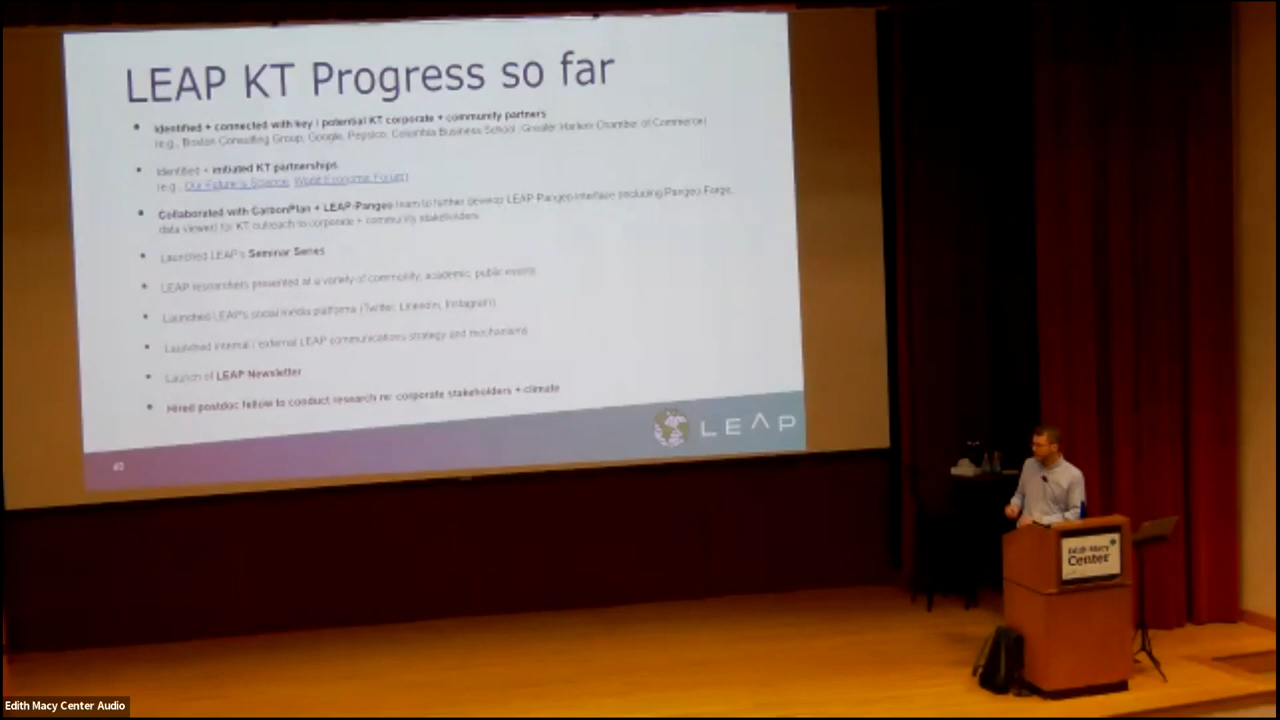 LEAP KT Progress so far
• Identified + connected with key / potential KT corporate + community partners
(e.g., Boston Consulting Group, Google, Pepsico, Columbia Business School, Greater Harlem Chamber of Commerce)
• Identified + initiated KT partnerships
(e.g., Our Future is Science, World Economic Forum)
• Collaborated with CarbonPlan + LEAP-Pangeo team to further develop LEAP-Pangeo interface (including Pangeo Forge,
data viewer) for KT outreach to corporate + community stakeholders
• Launched LEAP's Seminar Series
• LEAP researchers presented at a variety of community, academic, public events
• Launched LEAP's social media platforms (Twitter, LinkedIn, Instagram)
• Launched internal / external LEAP communications strategy and mechanisms
• Launch of LEAP Newsletter
• Hired postdoc fellow to conduct research re: corporate stakeholders + climate
LEAP
40
Edith Macy
Center
Edith Macy Center Audio